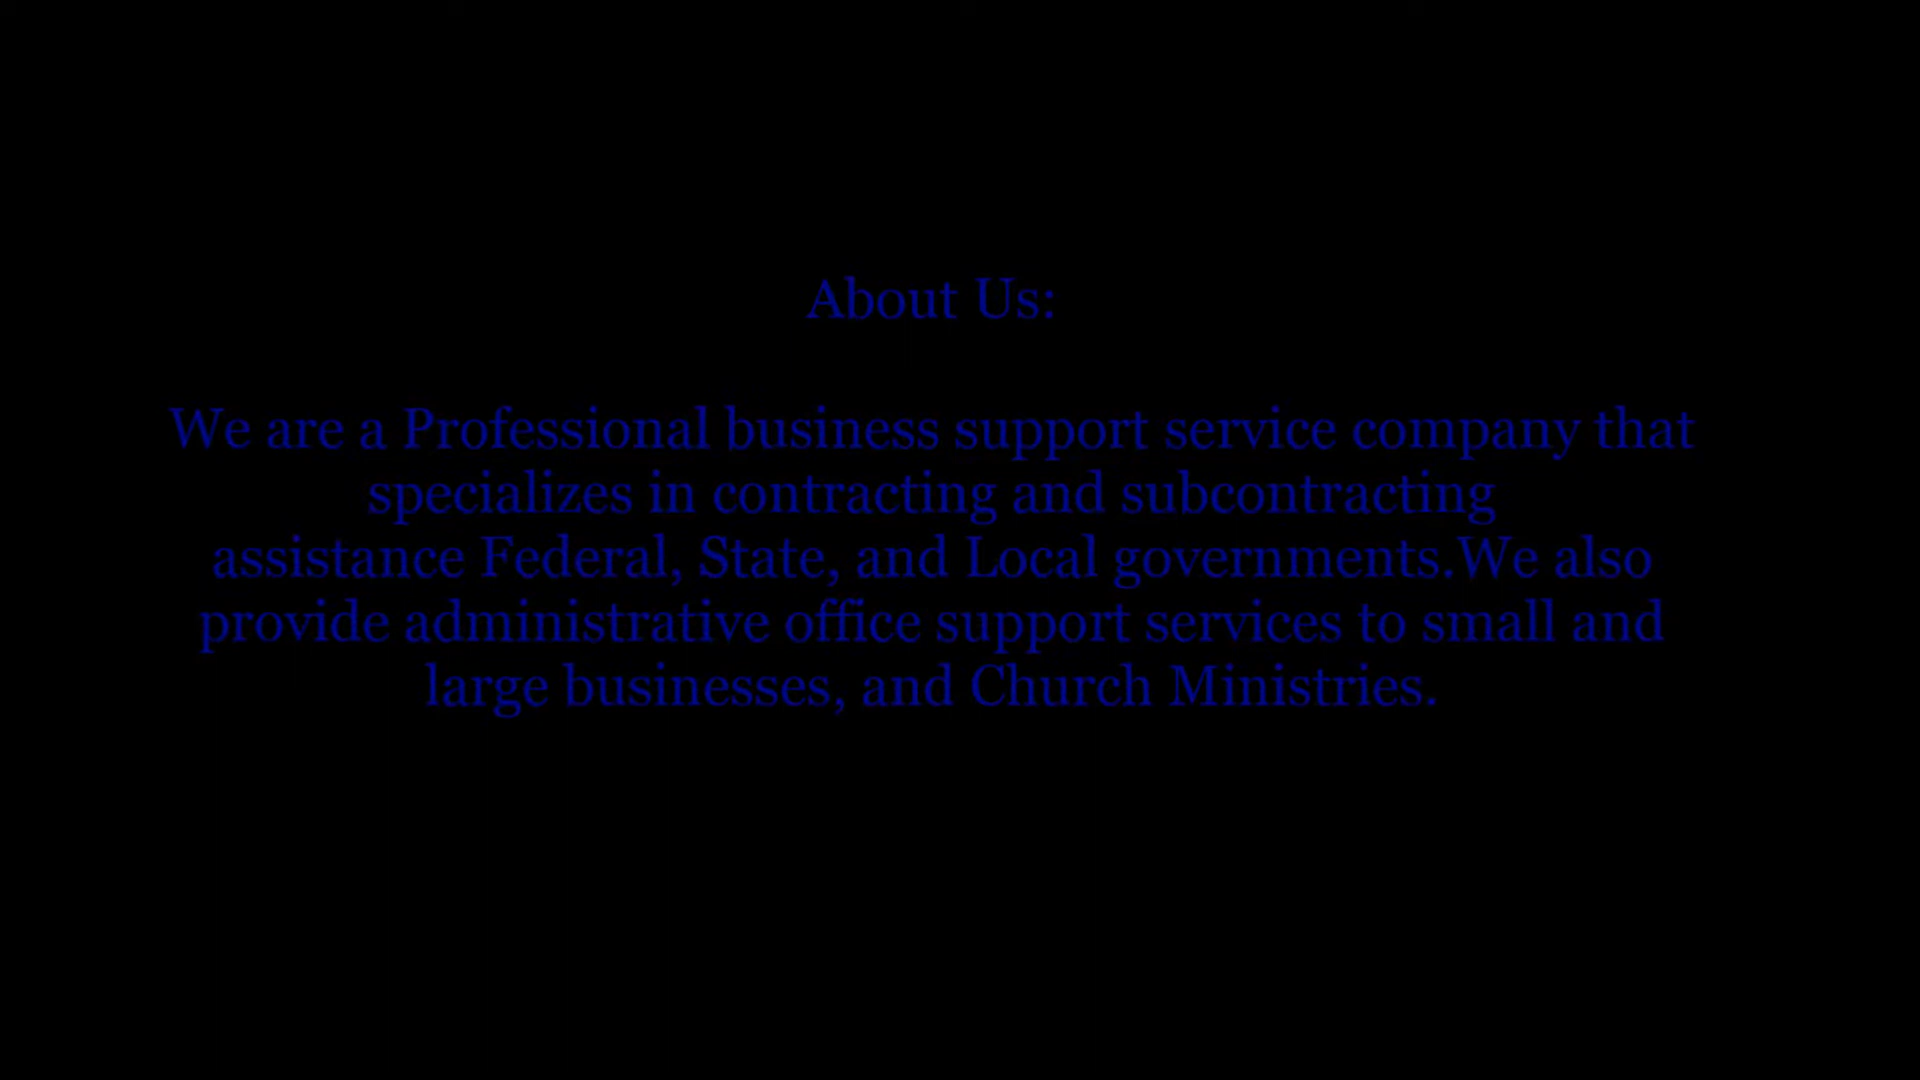 About Us:
We are a Professional business support service company that
specializes in contracting and subcontracting
assistance Federal, State, and Local governments.We also
provide administrative office support services to small and
large businesses, and Church Ministries.